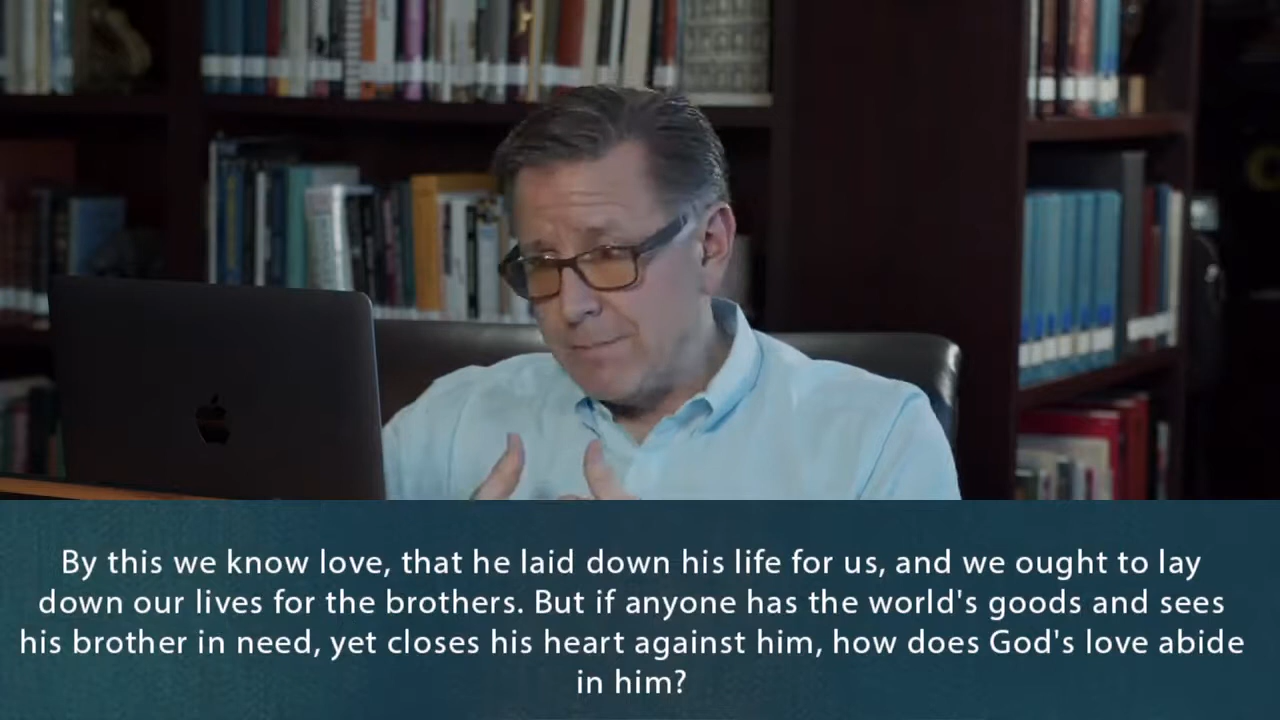 By this we know love, that he laid down his life for us, and we ought to lay
down our lives for the brothers. But if anyone has the world's goods and sees
his brother in need, yet closes his heart against him, how does God's love abide
in him?